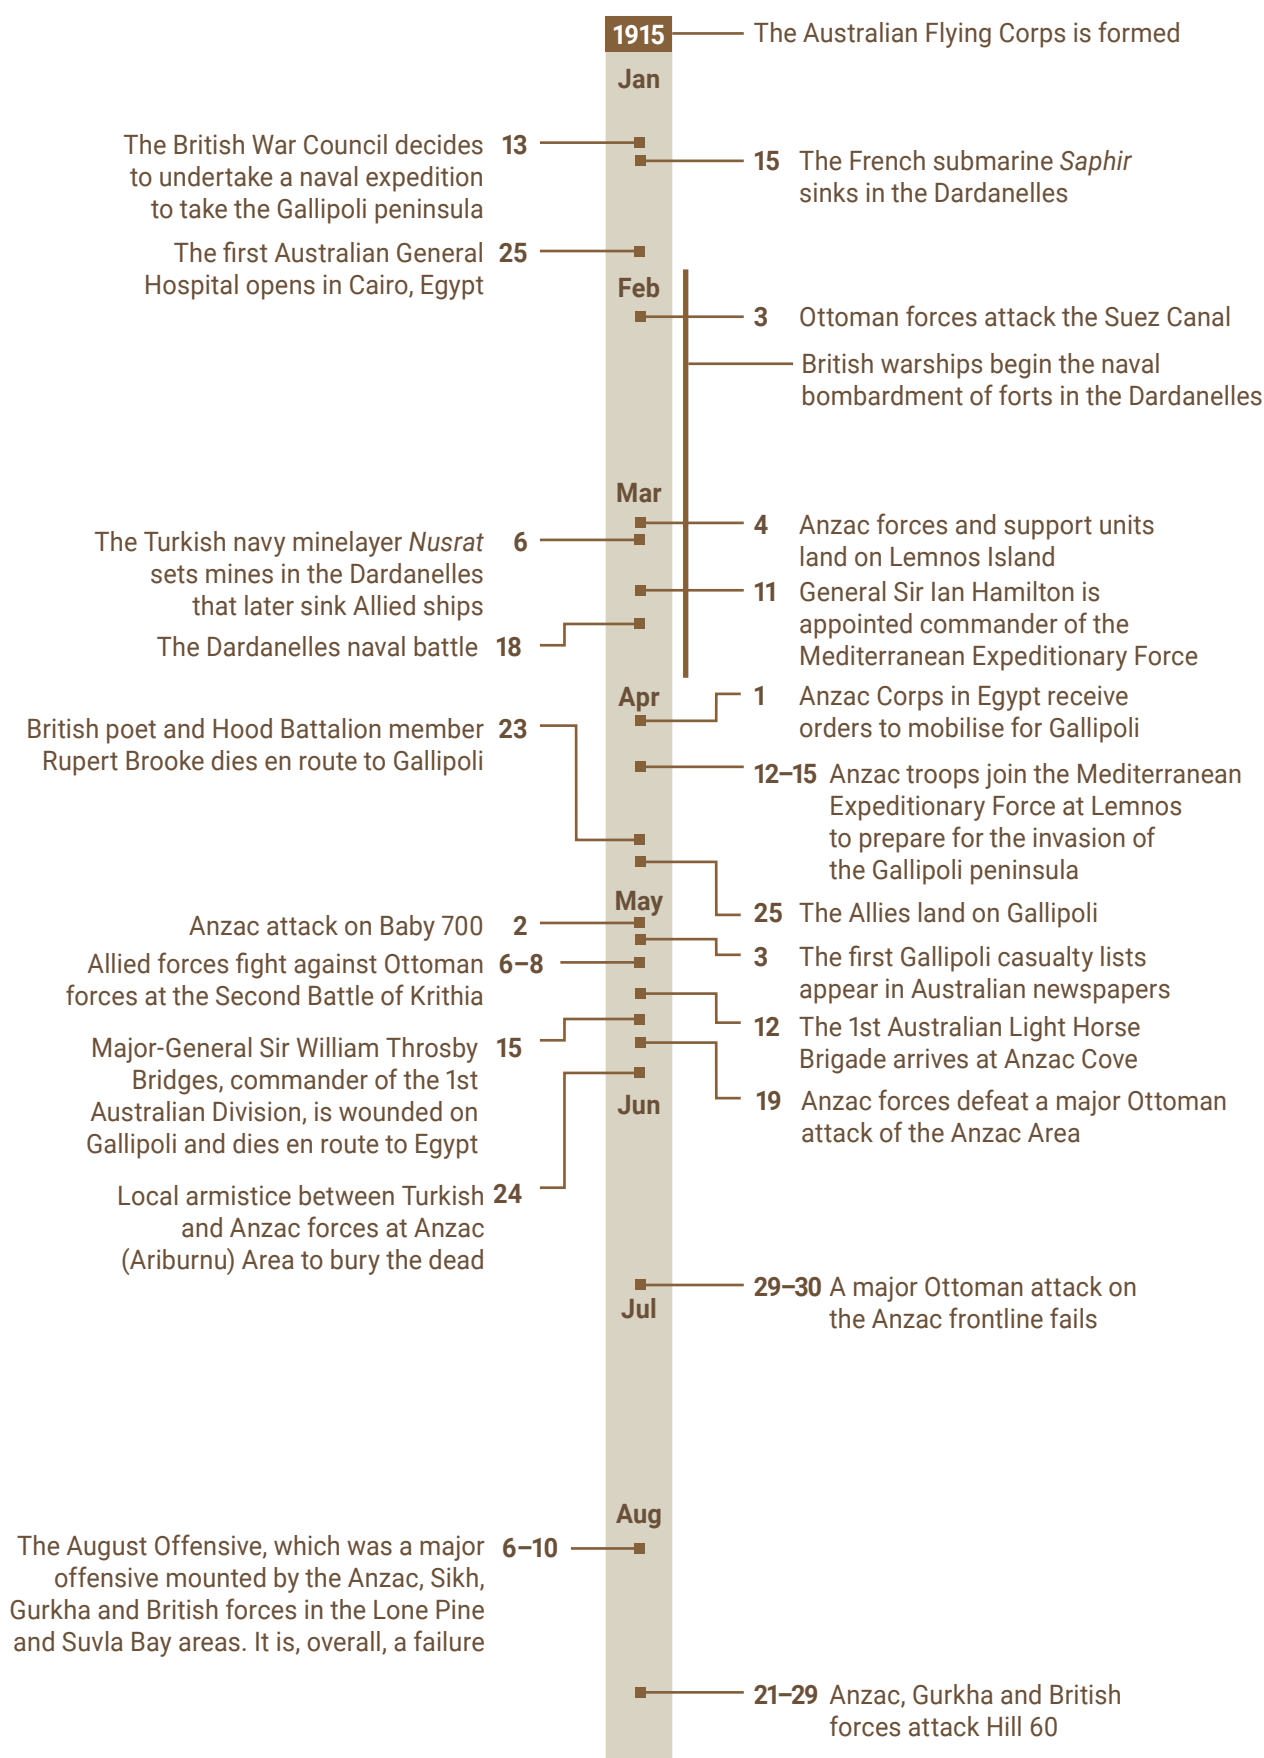 1915
The Australian Flying Corps is formed
Jan
The British War Council decides 13
to undertake a naval expedition
to take the Gallipoli peninsula
15 The French submarine Saphir
sinks in the Dardanelles
The first Australian General 25
Hospital opens in Cairo, Egypt
Feb
3 Ottoman forces attack the Suez Canal
British warships begin the naval
bombardment of forts in the Dardanelles
Mar
4 Anzac forces and support units
land on Lemnos Island
The Turkish navy minelayer Nusrat 6
sets mines in the Dardanelles
that later sink Allied ships
11 General Sir Ian Hamilton is
appointed commander of the
Mediterranean Expeditionary Force
The Dardanelles naval battle 18
Apr
1 Anzac Corps in Egypt receive
orders to mobilise for Gallipoli
British poet and Hood Battalion member 23
Rupert Brooke dies en route to Gallipoli
12–15 Anzac troops join the Mediterranean
Expeditionary Force at Lemnos
to prepare for the invasion of
the Gallipoli peninsula
25 The Allies land on Gallipoli
May
Anzac attack on Baby 700 2
3 The first Gallipoli casualty lists
appear in Australian newspapers
Allied forces fight against Ottoman 6–8
forces at the Second Battle of Krithia
12 The 1st Australian Light Horse
Brigade arrives at Anzac Cove
Major-General Sir William Throsby 15
Bridges, commander of the 1st
Australian Division, is wounded on
Gallipoli and dies en route to Egypt
19 Anzac forces defeat a major Ottoman
attack of the Anzac Area
Jun
Local armistice between Turkish 24
and Anzac forces at Anzac
(Ariburnu) Area to bury the dead
29–30 A major Ottoman attack on
the Anzac frontline fails
Jul
Aug
The August Offensive, which was a major 6–10
offensive mounted by the Anzac, Sikh,
Gurkha and British forces in the Lone Pine
and Suvla Bay areas. It is, overall, a failure
21–29 Anzac, Gurkha and British
forces attack Hill 60